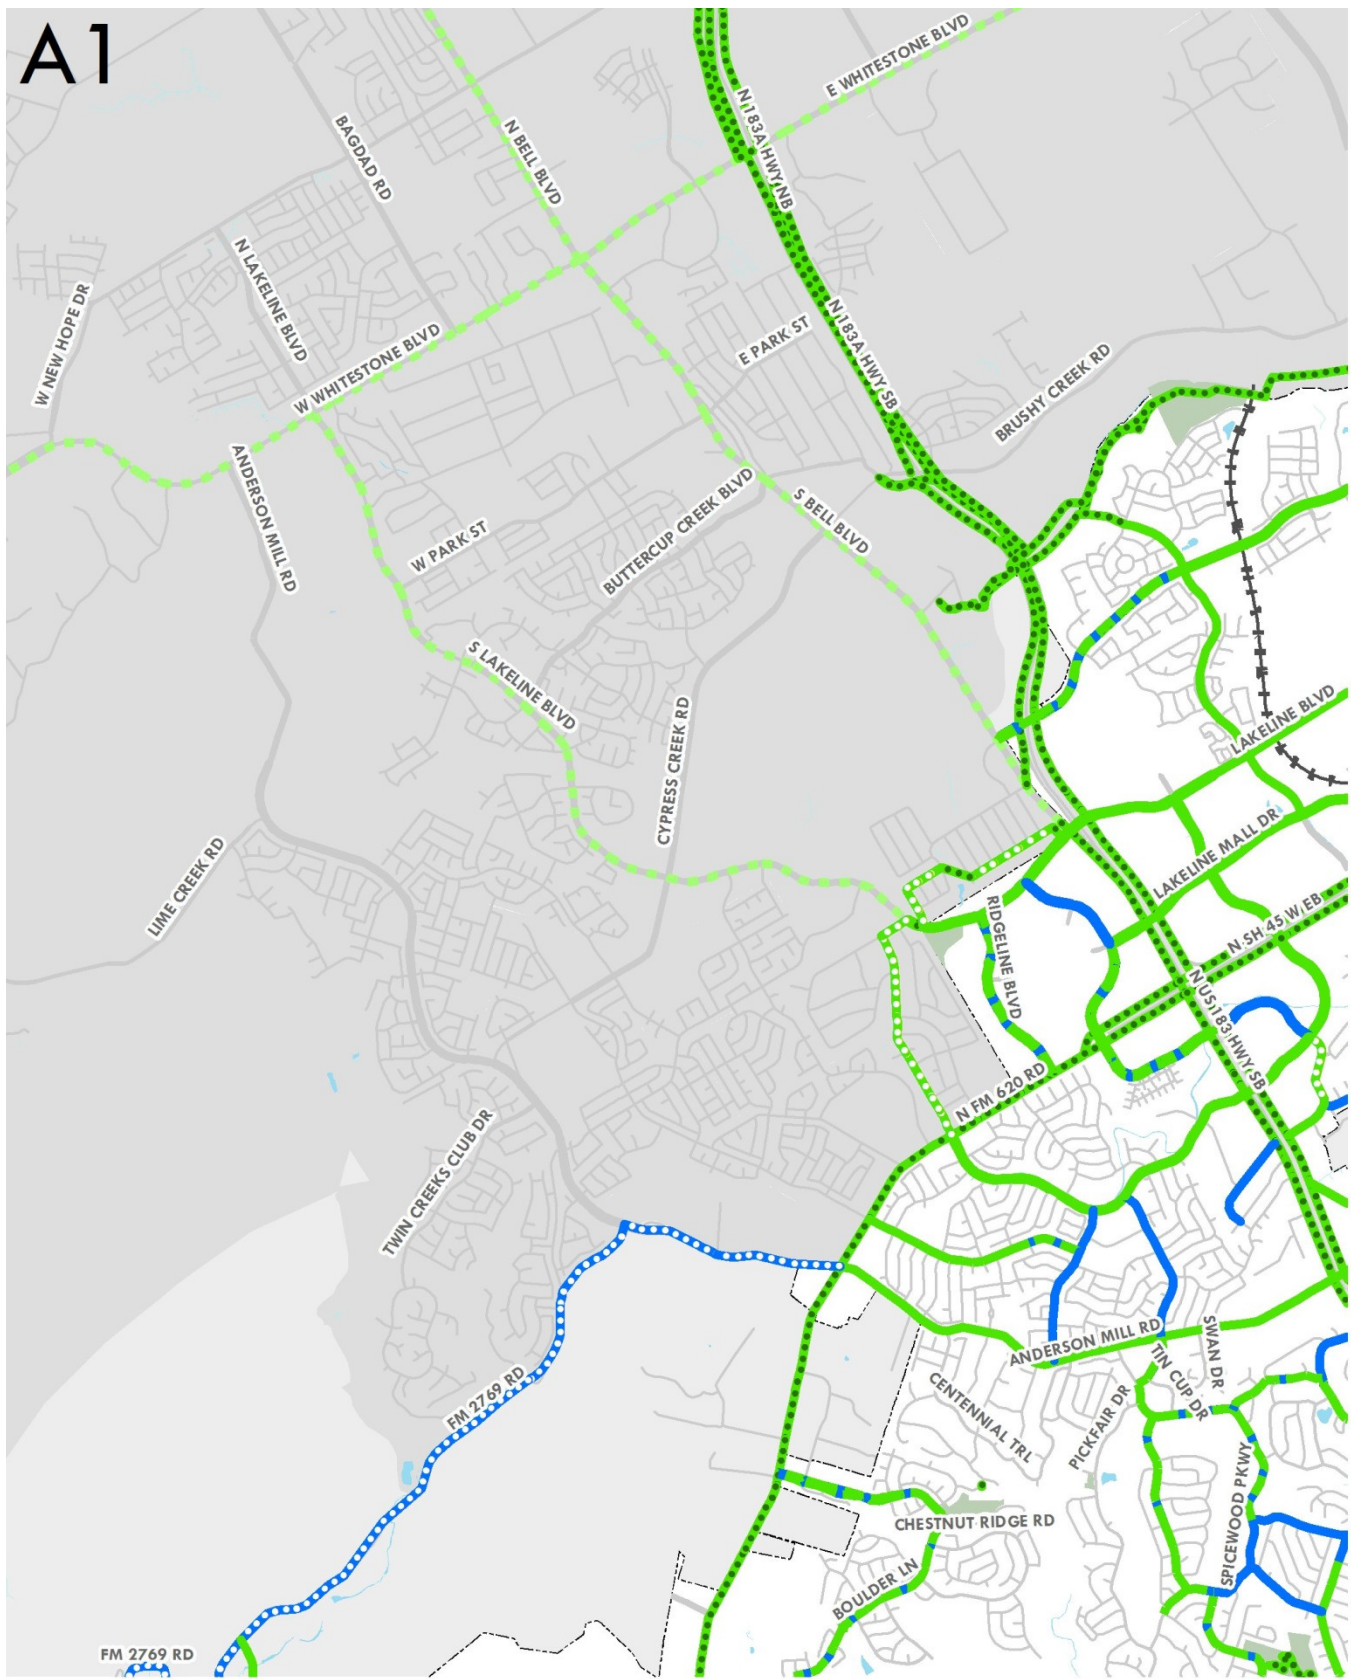 A1
E WHITESTONE BLVD
N 183A HWY NB
BAGDAD RD
N BELL BLVD
N LAKELINE BLVD
W NEW HOPE DR
W WHITESTONE BLVD
E PARK ST
N 183A HWY SB
BRUSHY CREEK RD
ANDERSON MILL RD
W PARK ST
BUTTERCUP CREEK BLVD
S BELL BLVD
S LAKELINE BLVD
CYPRESS CREEK RD
LAKELINE BLVD
LIME CREEK RD
LAKELINE MALL DR
RIDGELINE BLVD
N SH 45 W EB
N US 183 HWY SB
N FM 620 RD
TWIN CREEKS CLUB DR
ANDERSON MILL RD
SWAN DR
TIN CUP DR
FM 2769 RD
CENTENNIAL TRL
PICKFAIR DR
SPICEWOOD PKWY
CHESTNUT RIDGE RD
BOULDER LN
FM 2769 RD